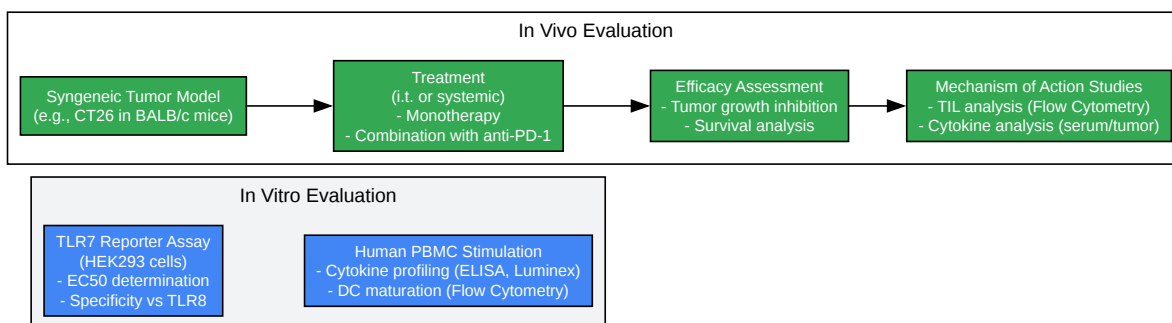 In Vivo Evaluation
Syngeneic Tumor Model
(e.g., CT26 in BALB/c mice)
Treatment
(i.t. or systemic)
- Monotherapy
- Combination with anti-PD-1
Efficacy Assessment
- Tumor growth inhibition
- Survival analysis
Mechanism of Action Studies
- TIL analysis (Flow Cytometry)
- Cytokine analysis (serum/tumor)
In Vitro Evaluation
TLR7 Reporter Assay
(HEK293 cells)
- EC50 determination
- Specificity vs TLR8
Human PBMC Stimulation
- Cytokine profiling (ELISA, Luminex)
- DC maturation (Flow Cytometry)